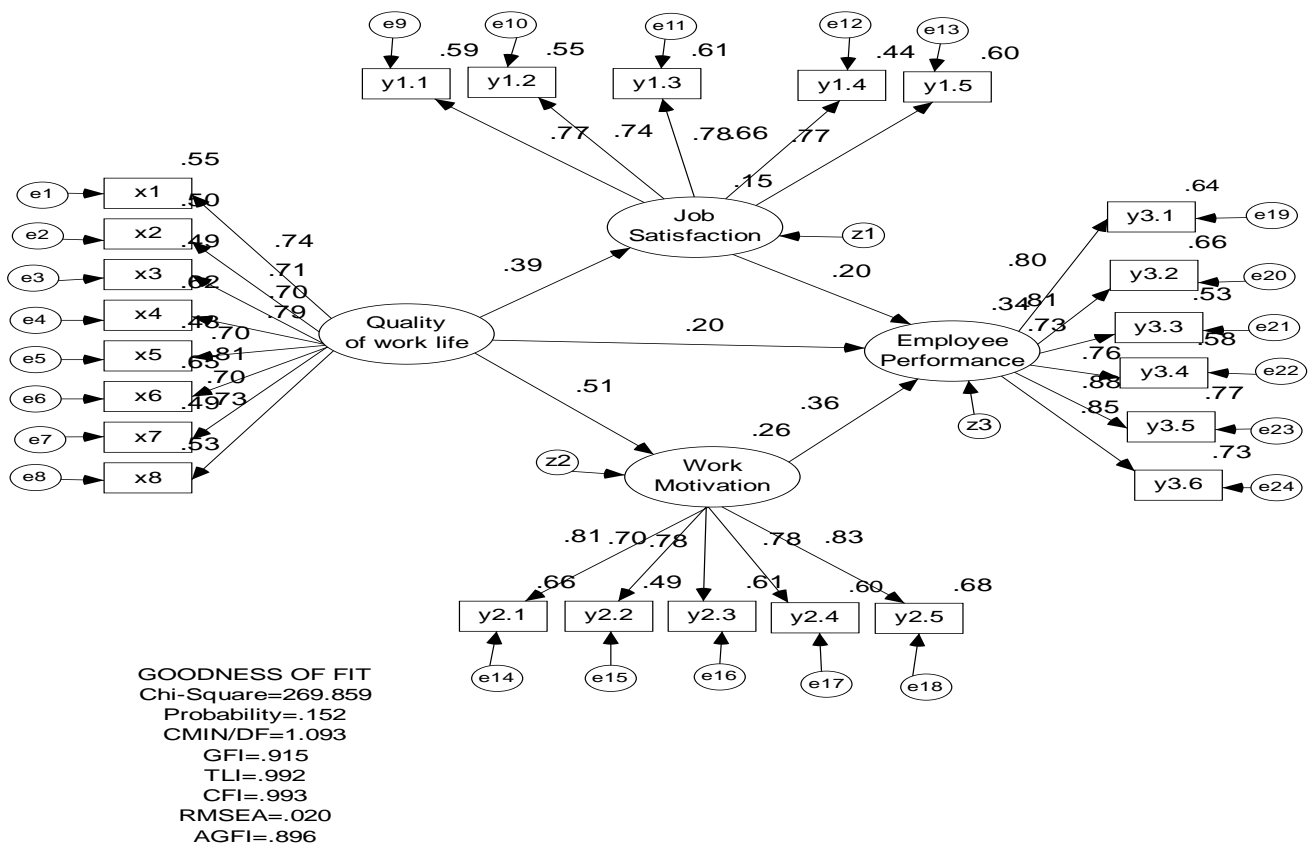 e9
e10
e11
e12
e13
.59
.55
.61
.44
.60
y1.1
y1.2
y1.3
y1.4
y1.5
.77
.74
.78
.66
.77
.15
Job
Satisfaction
z1
.55
e1
x1
.50
e2
x2
.49
e3
x3
.62
e4
x4
.48
e5
x5
.65
e6
x6
.49
e7
x7
.53
e8
x8
.74
.71
.70
.79
.70
.81
.70
.73
Quality
of work life
.39
.20
.51
.20
.36
.34
Employee
Performance
z3
.80
.81
.73
.76
.88
.85
.64
y3.1
e19
.66
y3.2
e20
.53
y3.3
e21
.58
y3.4
e22
.77
y3.5
e23
.73
y3.6
e24
.26
z2
Work
Motivation
.81
.70
.78
.78
.83
.66
.49
.61
.60
.68
y2.1
y2.2
y2.3
y2.4
y2.5
e14
e15
e16
e17
e18
GOODNESS OF FIT
Chi-Square=269.859
Probability=.152
CMIN/DF=1.093
GFI=.915
TLI=.992
CFI=.993
RMSEA=.020
AGFI=.896